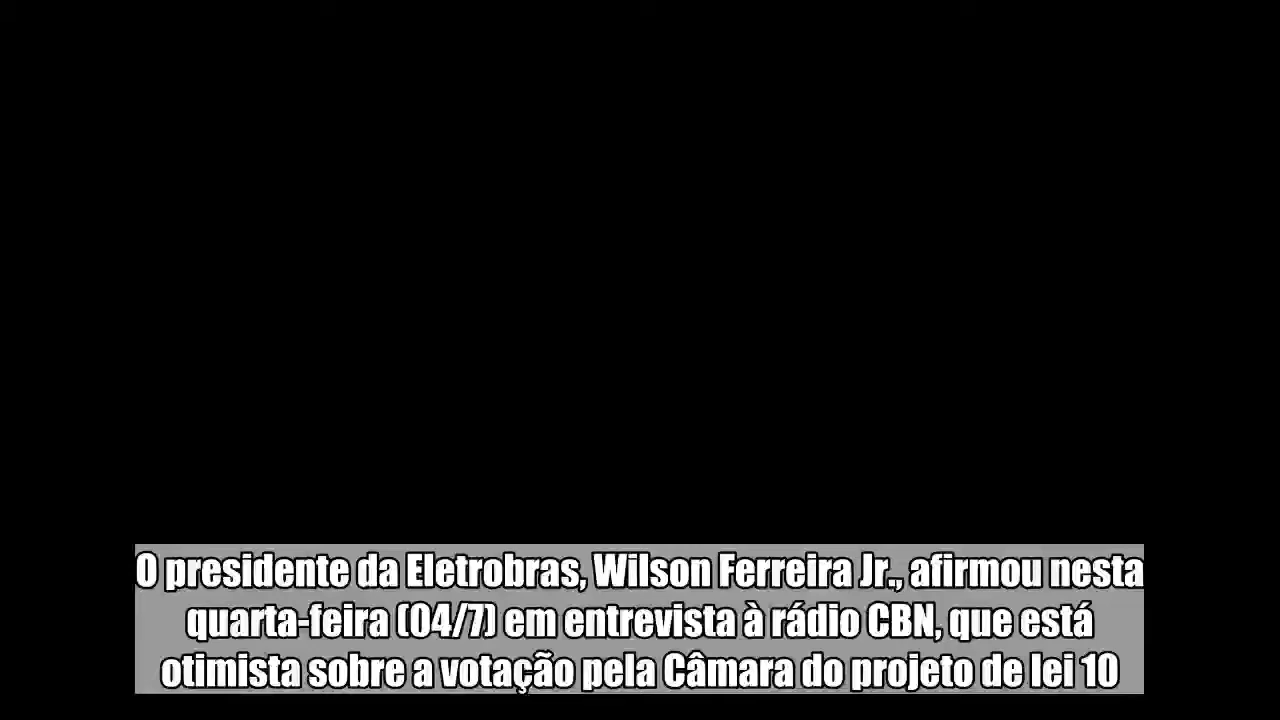 O presidente da Eletrobras, Wilson Ferreira Jr., afirmou nesta
quarta-feira (04/7) em entrevista à rádio CBN, que está
otimista sobre a votação pela Câmara do projeto de lei 10